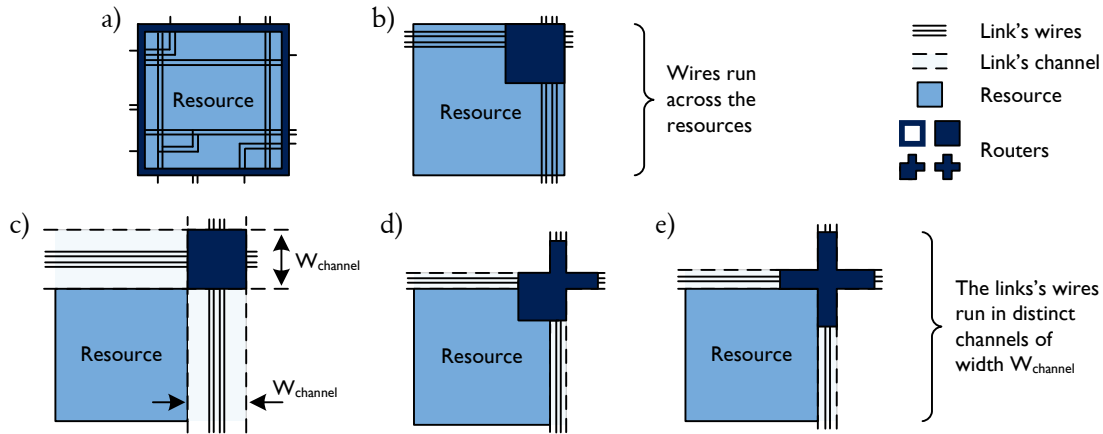 a)
Resource
b)
Resource
Wires run
across the
resources
Link's wires
Link's channel
Resource
Routers
c)
Wchannel
Resource
Wchannel
d)
Resource
e)
Resource
The links's wires
run in distinct
channels of
width Wchannel